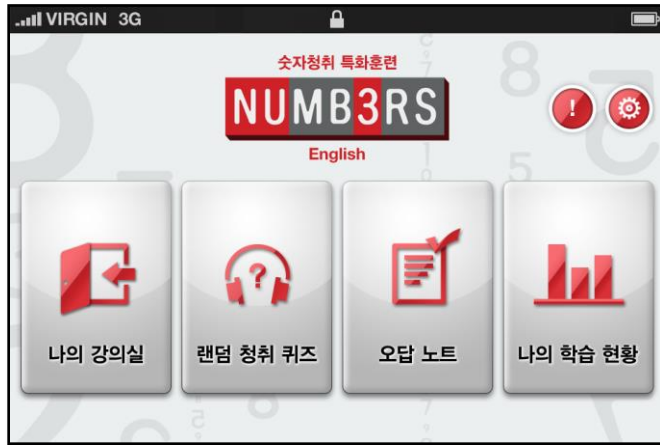 VIRGIN 3G
숫자청취 특화훈련
NUMB3RS
English
나의 강의실
랜덤 청취 퀴즈
오답 노트
나의 학습 현황